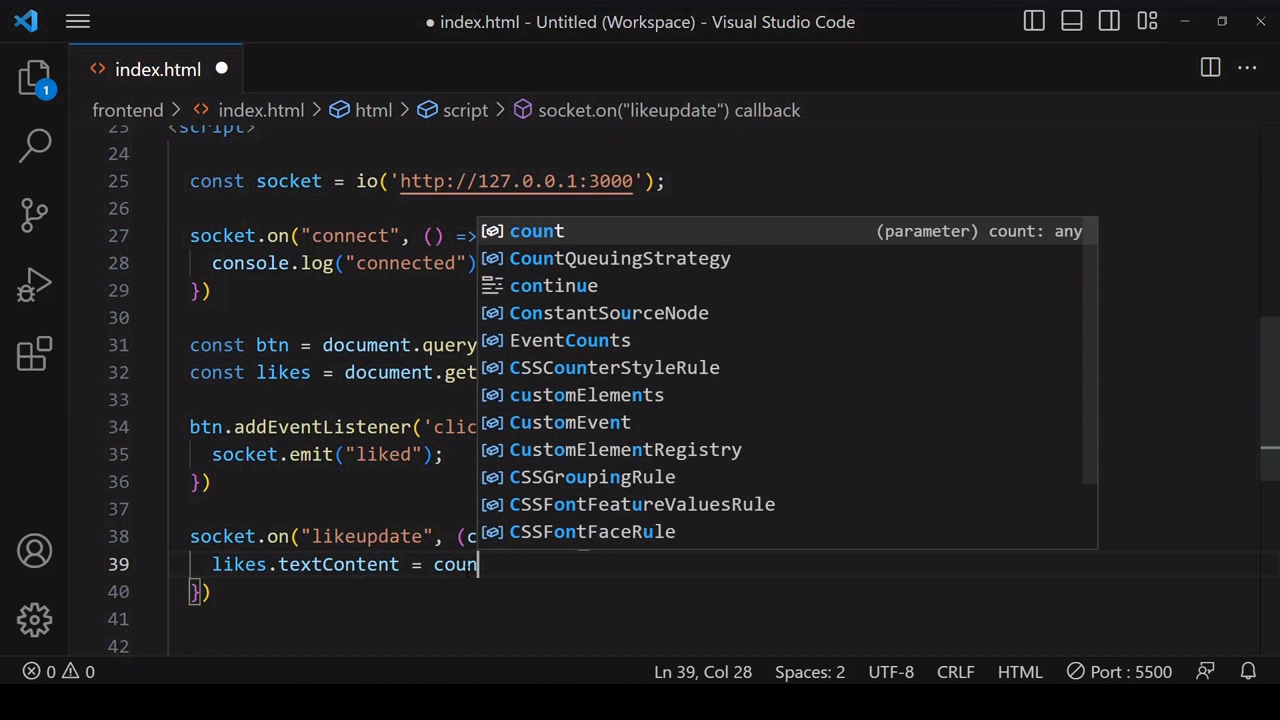 ● index.html - Untitled (Workspace) - Visual Studio Code
index.html
1
frontend > index.html > html > script > socket.on("likeupdate") callback
23 <script>
24
25 const socket = io('http://127.0.0.1:3000');
26
27 socket.on("connect", () =>
28 console.log("connected")
29 })
30
31 const btn = document.query
32 const likes = document.get
33
34 btn.addEventListener('clic
35 socket.emit("liked");
36 })
37
38 socket.on("likeupdate", (c
39 likes.textContent = coun
40 })
41
42
count (parameter) count: any
CountQueuingStrategy
continue
ConstantSourceNode
EventCounts
CSSCounterStyleRule
customElements
CustomEvent
CustomElementRegistry
CSSGroupingRule
CSSFontFeatureValuesRule
CSSFontFaceRule
0 0 Ln 39, Col 28 Spaces: 2 UTF-8 CRLF HTML Port : 5500